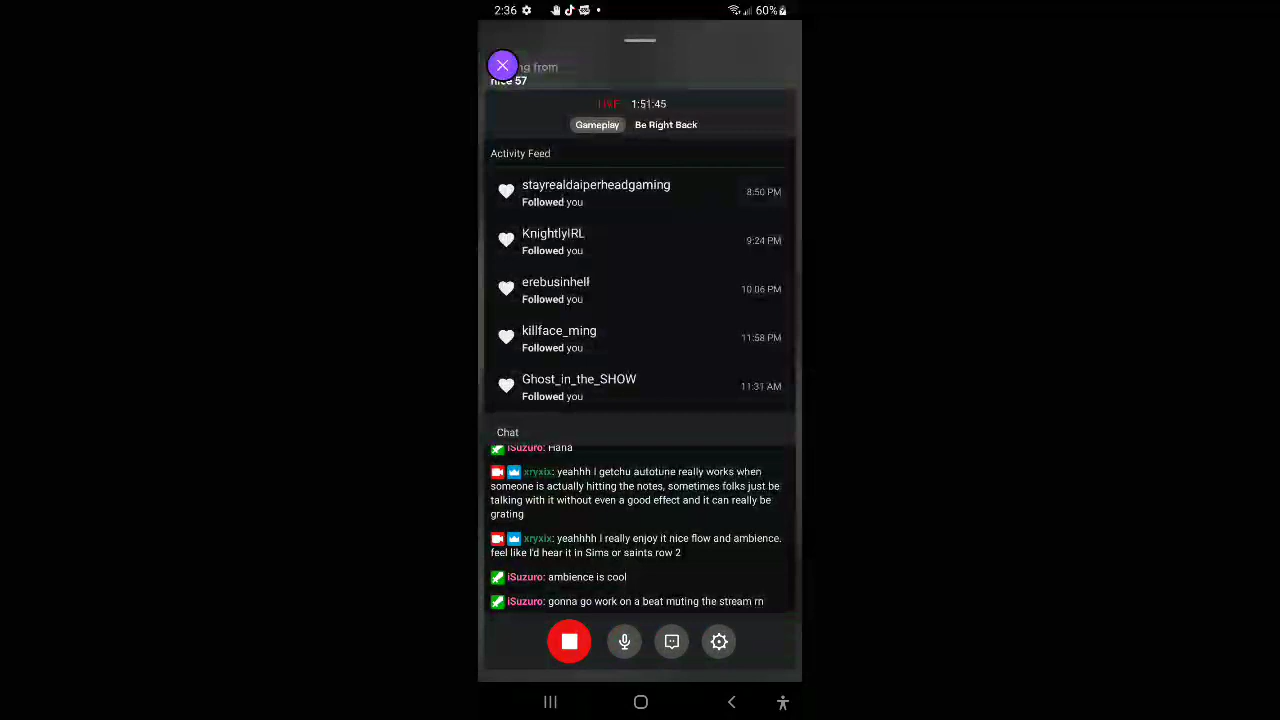 2:36 60%
ng from
nice 57
LIVE 1:51:45
Gameplay Be Right Back
Activity Feed
stayrealdaiperheadgaming
Followed you 8:50 PM
KnightlyIRL
Followed you 9:24 PM
erebusinhell
Followed you 10:06 PM
killface_ming
Followed you 11:58 PM
Ghost_in_the_SHOW
Followed you 11:31 AM
Chat
iSuzuro: Haha
xryxix: yeahhh I getchu autotune really works when
someone is actually hitting the notes, sometimes folks just be
talking with it without even a good effect and it can really be
grating
xryxix: yeahhhh I really enjoy it nice flow and ambience.
feel like I'd hear it in Sims or saints row 2
iSuzuro: ambience is cool
iSuzuro: gonna go work on a beat muting the stream rn